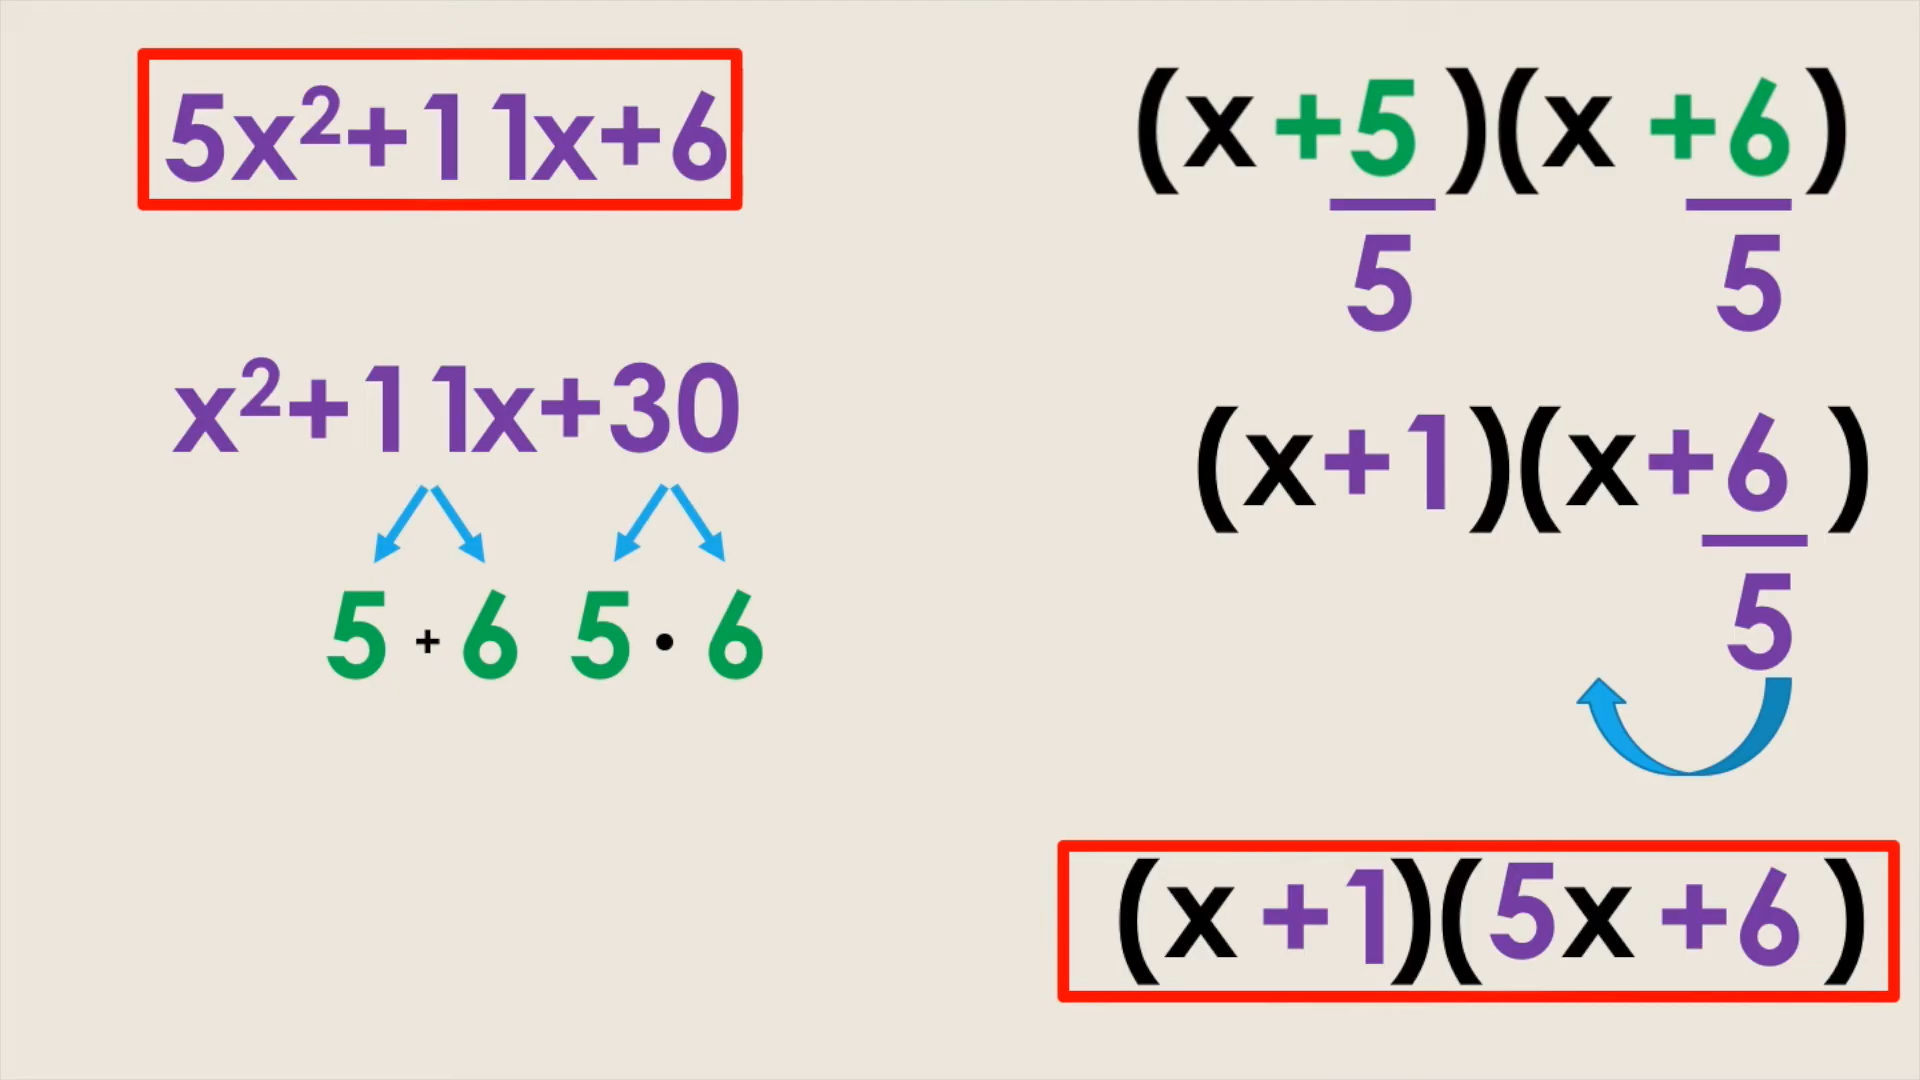 5x²+11x+6
x²+11x+30
5 + 6 5 • 6
(x +5/5)(x +6/5)
(x+1)(x+6/5)
(x +1)(5x +6)